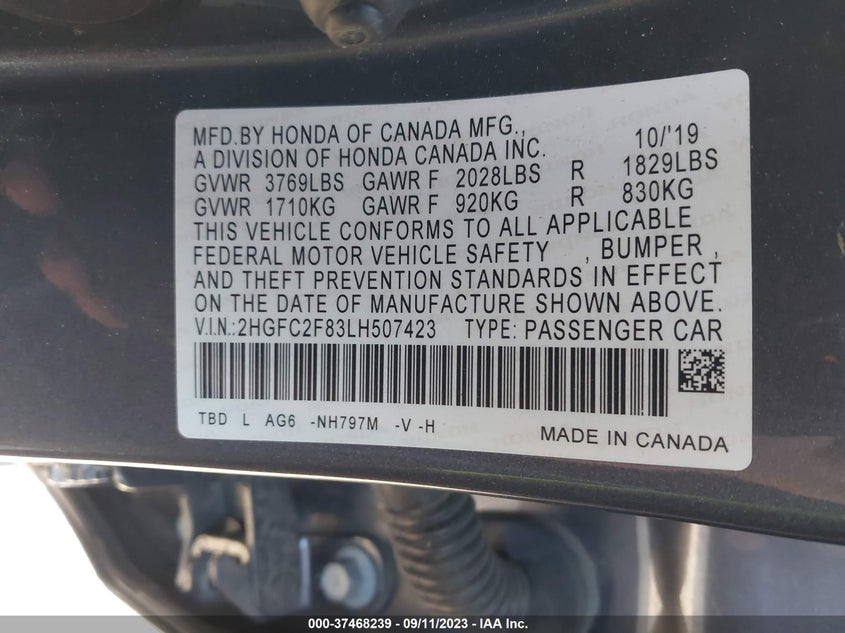 MFD.BY HONDA OF CANADA MFG., 10/'19
A DIVISION OF HONDA CANADA INC.
GVWR 3769LBS GAWR F 2028LBS R 1829LBS
GVWR 1710KG GAWR F 920KG R 830KG
THIS VEHICLE CONFORMS TO ALL APPLICABLE
FEDERAL MOTOR VEHICLE SAFETY , BUMPER ,
AND THEFT PREVENTION STANDARDS IN EFFECT
ON THE DATE OF MANUFACTURE SHOWN ABOVE.
V.I.N.:2HGFC2F83LH507423 TYPE: PASSENGER CAR
TBD L AG6 -NH797M -V -H
MADE IN CANADA
000-37468239 - 09/11/2023 - IAA Inc.